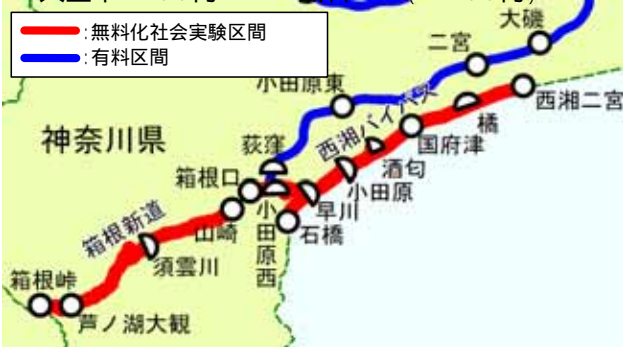 :無料化社会実験区間
:有料区間
大磯
二宮
小田原東
西湘二宮
西湘バイパス
橘
国府津
神奈川県
荻窪
酒匂
小田原
箱根口
早川
小田原西
石橋
山崎
箱根新道
須雲川
箱根峠
芦ノ湖大観